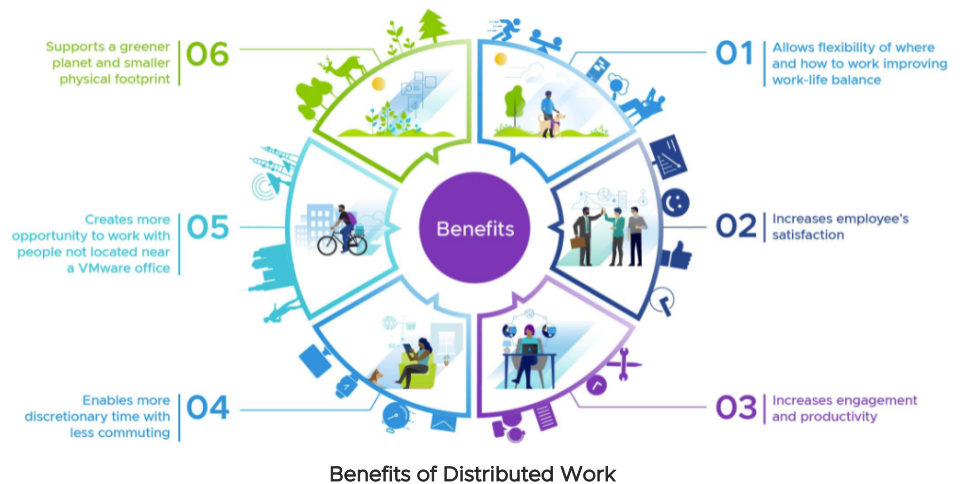 01
Allows flexibility of where
and how to work improving
work-life balance
02
Increases employee's
satisfaction
03
Increases engagement
and productivity
04
Enables more
discretionary time with
less commuting
05
Creates more
opportunity to work with
people not located near
a VMware office
06
Supports a greener
planet and smaller
physical footprint
Benefits
Benefits of Distributed Work